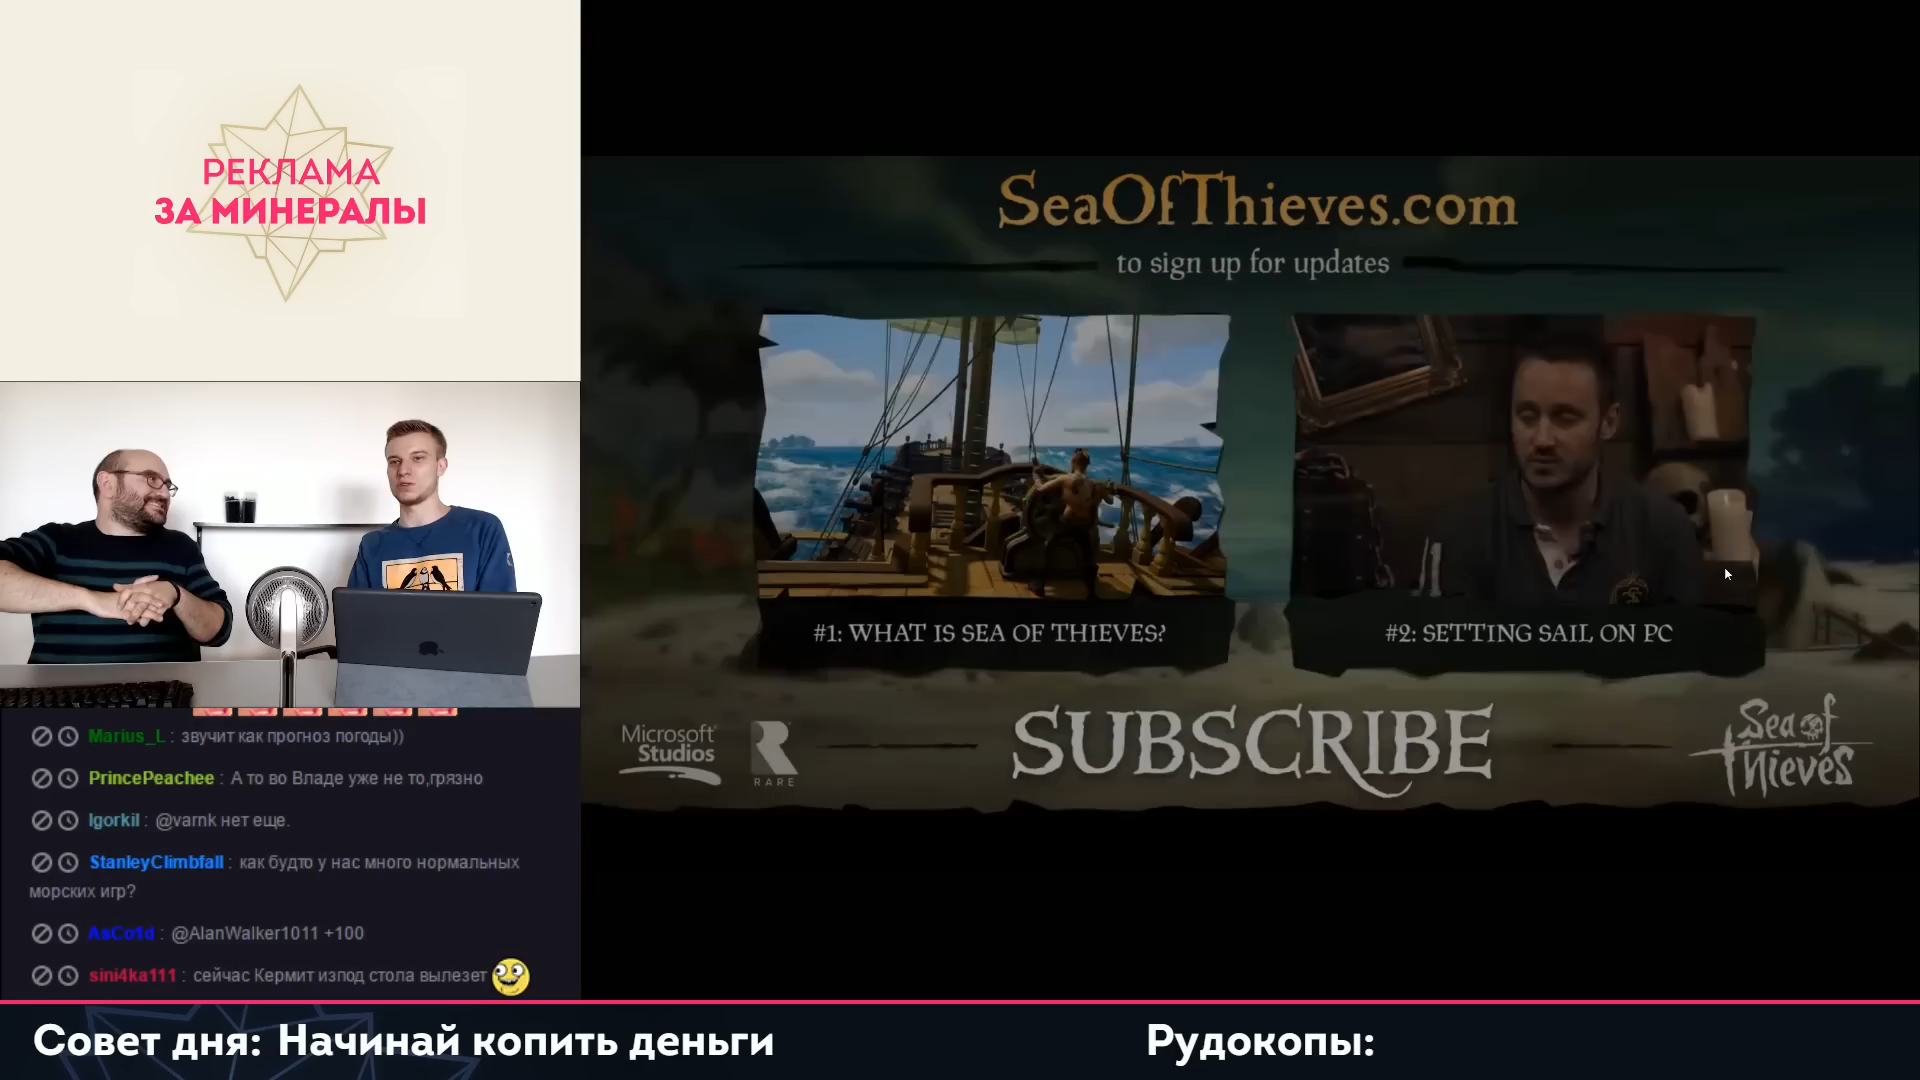 РЕКЛАМА
ЗА МИНЕРАЛЫ
Marius_L : звучит как прогноз погоды))
PrincePeachee : А то во Владе уже не то,грязно
Igorkil : @varnk нет еще.
StanleyClimbfall : как будто у нас много нормальных
морских игр?
AsCo1d : @AlanWalker1011 +100
sini4ka111 : сейчас Кермит изпод стола вылезет
SeaOfThieves.com
to sign up for updates
#1: WHAT IS SEA OF THIEVES?
#2: SETTING SAIL ON PC
Microsoft
Studios
RARE
SUBSCRIBE
Sea of
Thieves
Совет дня: Начинай копить деньги
Рудокопы: